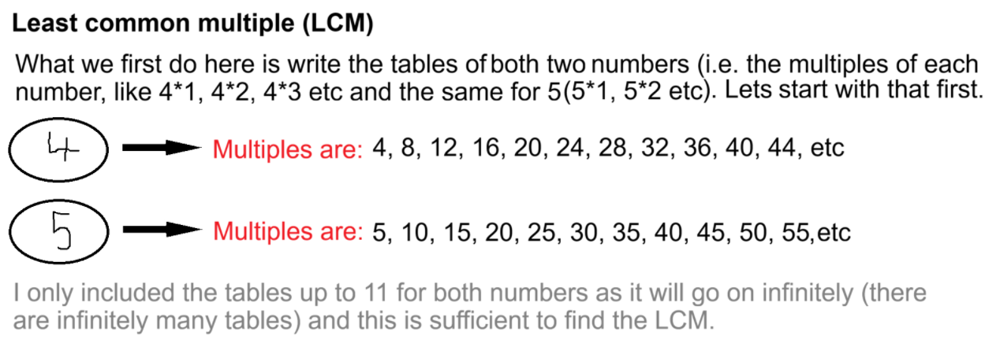 Least common multiple (LCM)
What we first do here is write the tables of both two numbers (i.e. the multiples of each
number, like 4*1, 4*2, 4*3 etc and the same for 5(5*1, 5*2 etc). Lets start with that first.
4 Multiples are: 4, 8, 12, 16, 20, 24, 28, 32, 36, 40, 44, etc
5 Multiples are: 5, 10, 15, 20, 25, 30, 35, 40, 45, 50, 55,etc
I only included the tables up to 11 for both numbers as it will go on infinitely (there
are infinitely many tables) and this is sufficient to find the LCM.